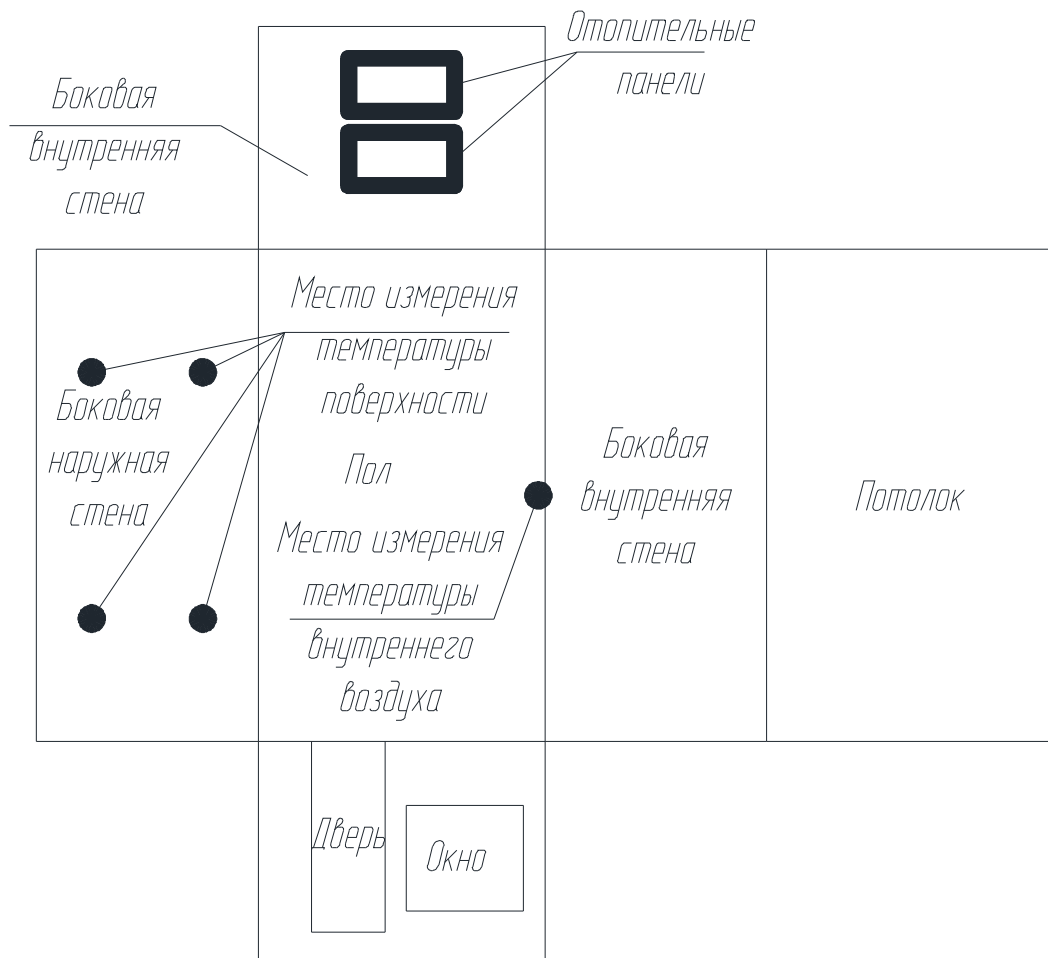 Отопительные
панели
Боковая
внутренняя
стена
Место измерения
температуры
поверхности
Боковая
наружная
стена
Пол
Место измерения
температуры
внутреннего
воздуха
Боковая
внутренняя
стена
Потолок
Дверь
Окно